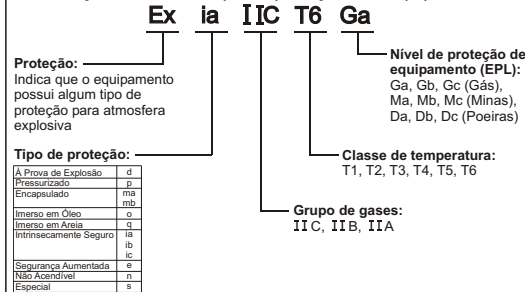 Ex ia IIC T6 Ga
Proteção:
Indica que o equipamento
possui algum tipo de
proteção para atmosfera
explosiva
Nível de proteção de
equipamento (EPL):
Ga, Gb, Gc (Gás),
Ma, Mb, Mc (Minas),
Da, Db, Dc (Poeiras)
Tipo de proteção:
À Prova de Explosão d
Pressurizado p
Encapsulado ma
mb
Imerso em Óleo o
Imerso em Areia q
Intrinsecamente Seguro ia
ib
ic
Segurança Aumentada e
Não Acendível n
Especial s
Classe de temperatura:
T1, T2, T3, T4, T5, T6
Grupo de gases:
IIC, IIB, IIA